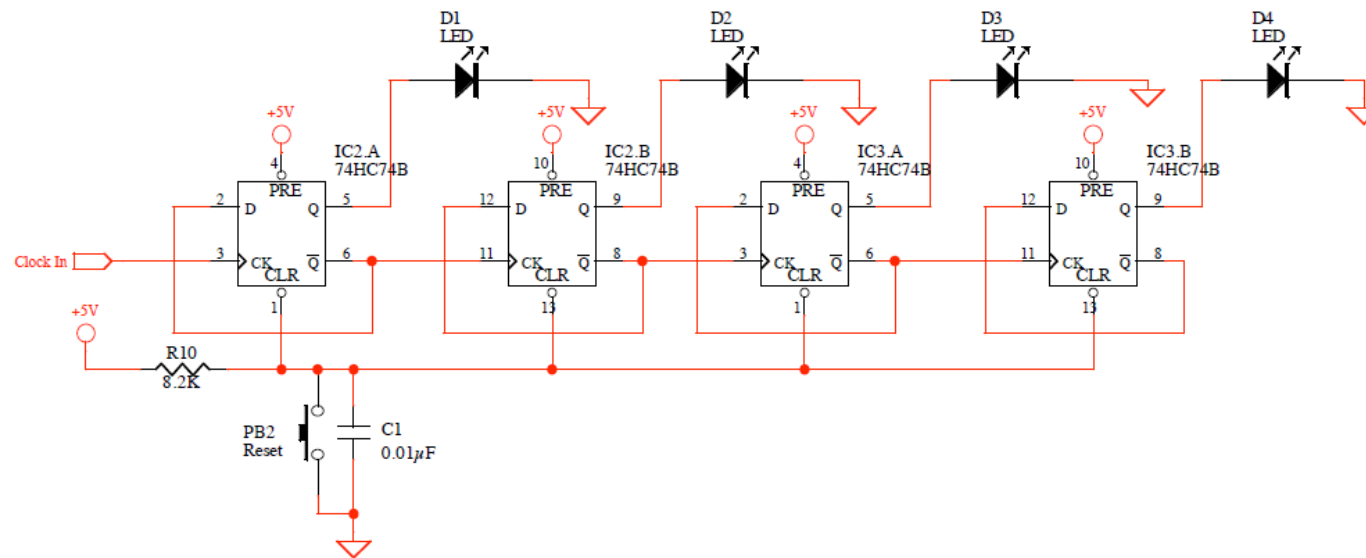 D1
LED
D2
LED
D3
LED
D4
LED
+5V
+5V
+5V
+5V
4
IC2.A
74HC74B
10
IC2.B
74HC74B
4
IC3.A
74HC74B
10
IC3.B
74HC74B
PRE
PRE
PRE
PRE
2
D
Q
5
12
D
Q
9
2
D
Q
5
12
D
Q
9
Clock In
3
CK
Q̅
6
11
CK
Q̅
8
3
CK
Q̅
6
11
CK
Q̅
8
CLR
CLR
CLR
CLR
1
13
1
13
+5V
R10
8.2K
PB2
Reset
C1
0.01µF